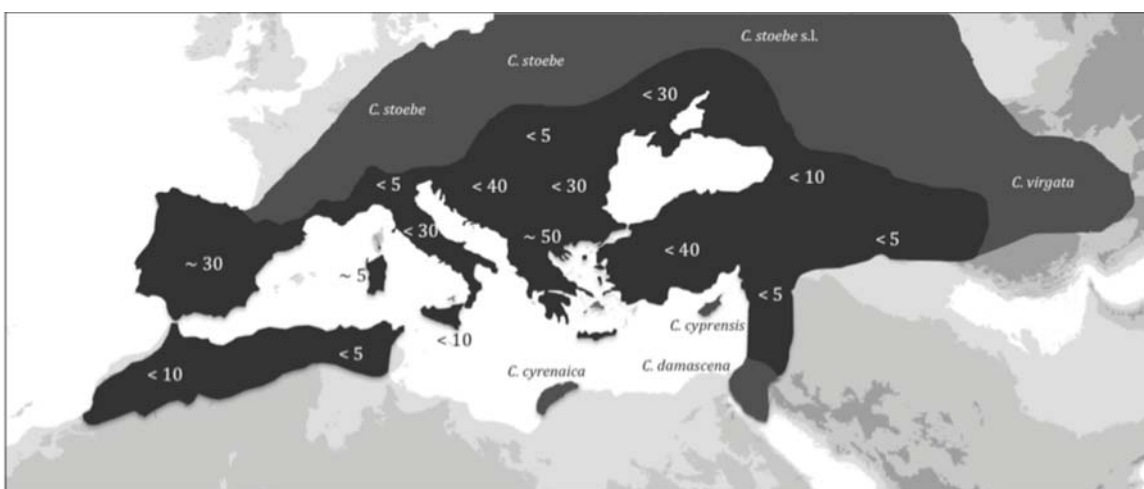 C. stoebe s.l.
C. stoebe
< 30
C. stoebe
< 5
< 10
C. virgata
< 5
< 40
< 30
< 30
~ 50
< 40
< 5
~ 30
~ 5
< 5
C. cyprensis
< 10
< 5
C. damascena
C. cyrenaica
< 10